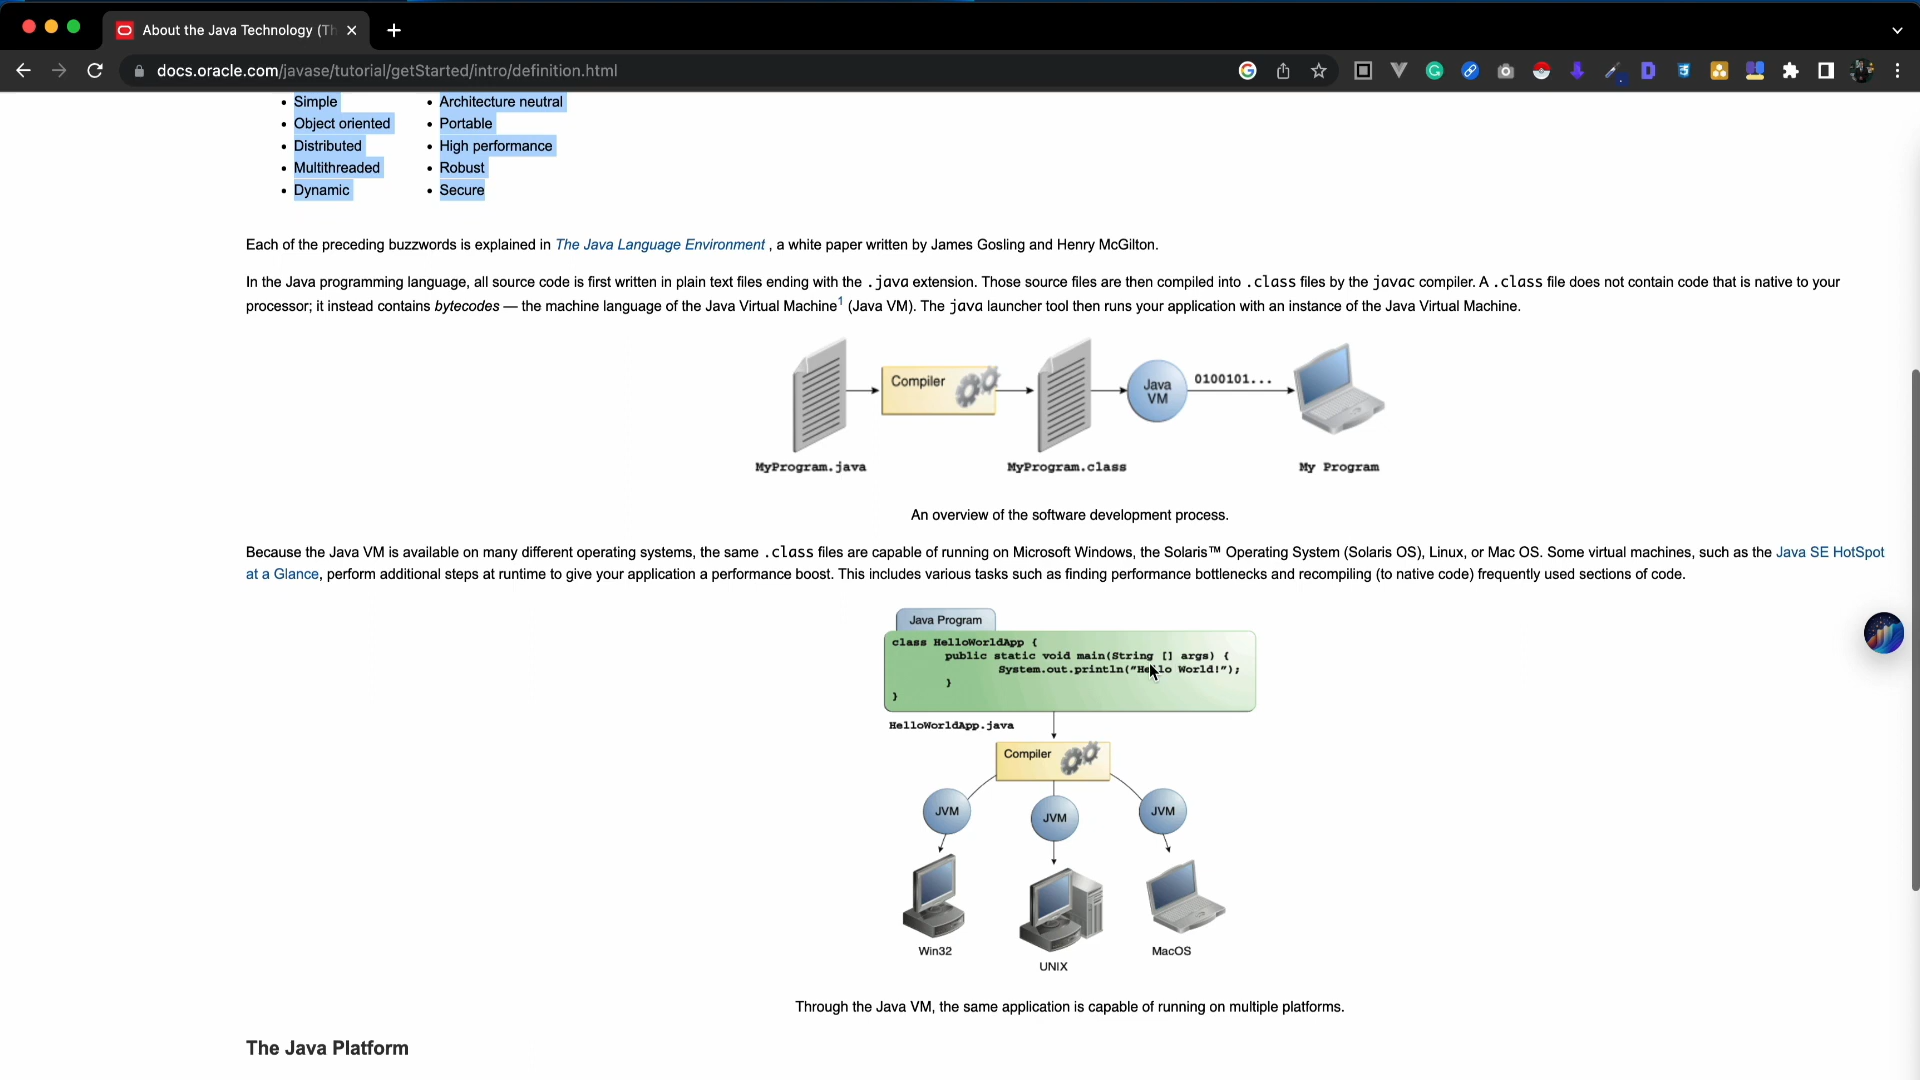 About the Java Technology (Th
docs.oracle.com/javase/tutorial/getStarted/intro/definition.html
• Simple
• Object oriented
• Distributed
• Multithreaded
• Dynamic
• Architecture neutral
• Portable
• High performance
• Robust
• Secure
Each of the preceding buzzwords is explained in The Java Language Environment , a white paper written by James Gosling and Henry McGilton.
In the Java programming language, all source code is first written in plain text files ending with the .java extension. Those source files are then compiled into .class files by the javac compiler. A .class file does not contain code that is native to your
processor; it instead contains bytecodes — the machine language of the Java Virtual Machine1 (Java VM). The java launcher tool then runs your application with an instance of the Java Virtual Machine.
Compiler
Java
VM
0100101...
MyProgram.java
MyProgram.class
My Program
An overview of the software development process.
Because the Java VM is available on many different operating systems, the same .class files are capable of running on Microsoft Windows, the Solaris™ Operating System (Solaris OS), Linux, or Mac OS. Some virtual machines, such as the Java SE HotSpot
at a Glance, perform additional steps at runtime to give your application a performance boost. This includes various tasks such as finding performance bottlenecks and recompiling (to native code) frequently used sections of code.
Java Program
class HelloWorldApp {
public static void main(String [] args) {
System.out.println("Hello World!");
}
}
HelloWorldApp.java
Compiler
JVM
JVM
JVM
Win32
UNIX
MacOS
Through the Java VM, the same application is capable of running on multiple platforms.
The Java Platform